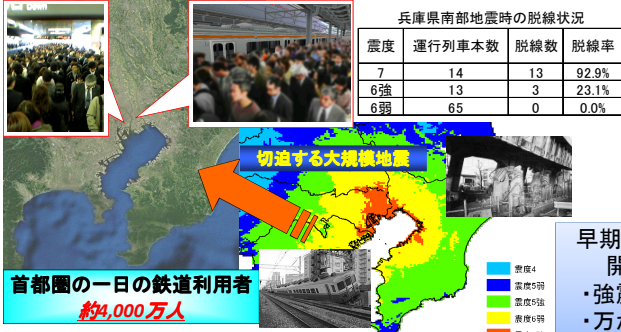 Down
兵庫県南部地震時の脱線状況
震度 運行列車本数 脱線数 脱線率
7 14 13 92.9%
6強 13 3 23.1%
6弱 65 0 0.0%
切迫する大規模地震
首都圏の一日の鉄道利用者
約4,000万人
震度4
震度5弱
震度5強
震度6弱
早期
開
・強震
・万が